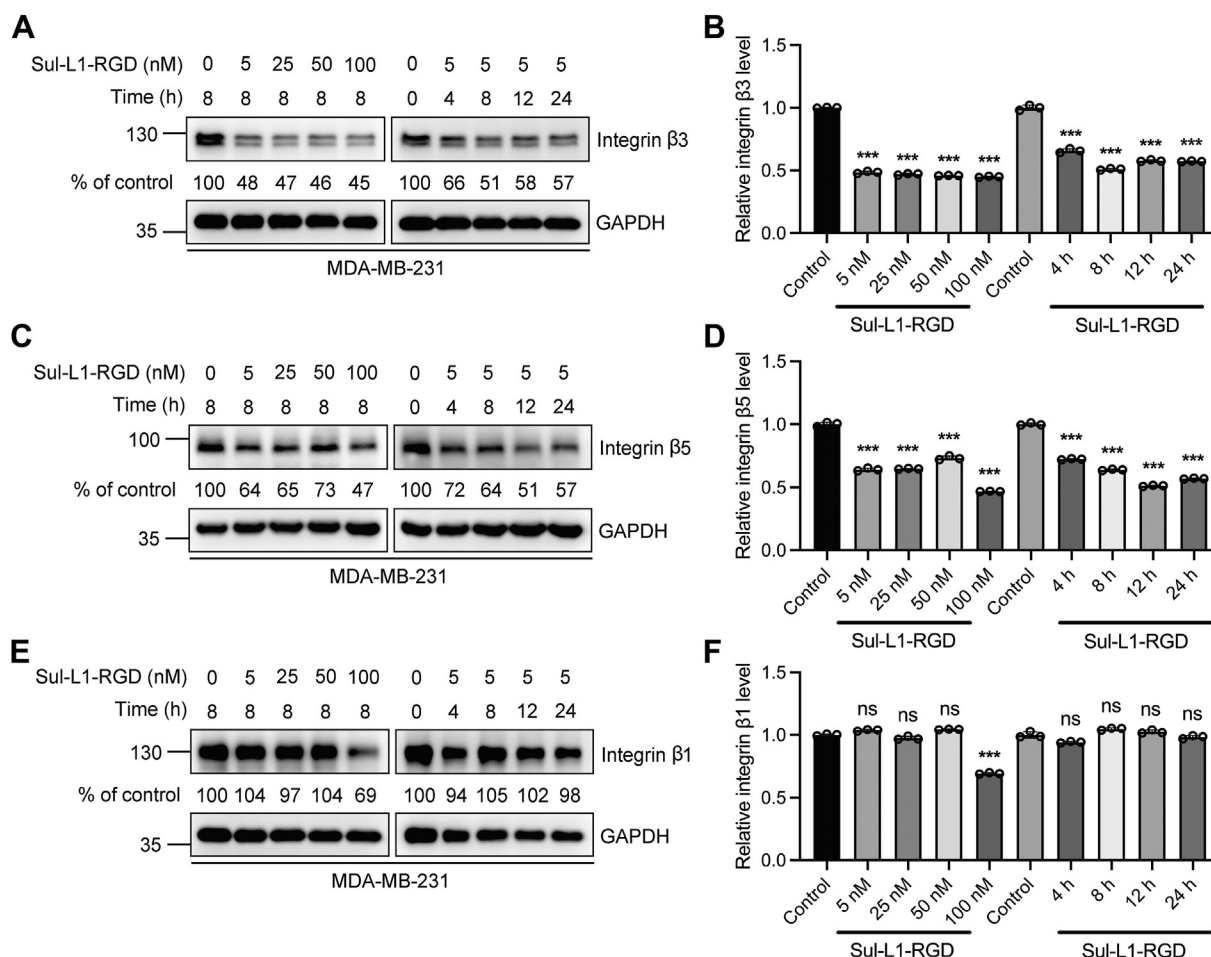 A
Sul-L1-RGD (nM) 0 5 25 50 100 0 5 5 5 5
Time (h) 8 8 8 8 8 0 4 8 12 24
130 Integrin β3
% of control 100 48 47 46 45 100 66 51 58 57
35 GAPDH
MDA-MB-231
B
Relative integrin β3 level
1.5
1.0
0.5
0.0
*** *** *** *** *** *** *** ***
Control 5 nM 25 nM 50 nM 100 nM Control 4 h 8 h 12 h 24 h
Sul-L1-RGD Sul-L1-RGD
C
Sul-L1-RGD (nM) 0 5 25 50 100 0 5 5 5 5
Time (h) 8 8 8 8 8 0 4 8 12 24
100 Integrin β5
% of control 100 64 65 73 47 100 72 64 51 57
35 GAPDH
MDA-MB-231
D
Relative integrin β5 level
1.5
1.0
0.5
0.0
*** *** *** *** *** *** *** ***
Control 5 nM 25 nM 50 nM 100 nM Control 4 h 8 h 12 h 24 h
Sul-L1-RGD Sul-L1-RGD
E
Sul-L1-RGD (nM) 0 5 25 50 100 0 5 5 5 5
Time (h) 8 8 8 8 8 0 4 8 12 24
130 Integrin β1
% of control 100 104 97 104 69 100 94 105 102 98
35 GAPDH
MDA-MB-231
F
Relative integrin β1 level
1.5
1.0
1.0
0.0
ns ns ns *** ns ns ns ns
Control 5 nM 25 nM 50 nM 100 nM Control 4 h 8 h 12 h 24 h
Sul-L1-RGD Sul-L1-RGD